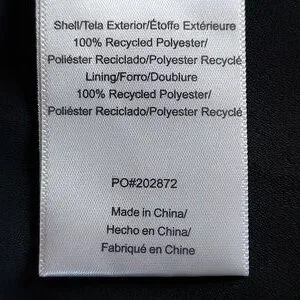 Shell/Tela Exterior/Étoffe Extérieure
100% Recycled Polyester/
Poliéster Reciclado/Polyester Recyclé
Lining/Forro/Doublure
100% Recycled Polyester/
Poliéster Reciclado/Polyester Recyclé
PO#202872
Made in China/
Hecho en China/
Fabriqué en Chine